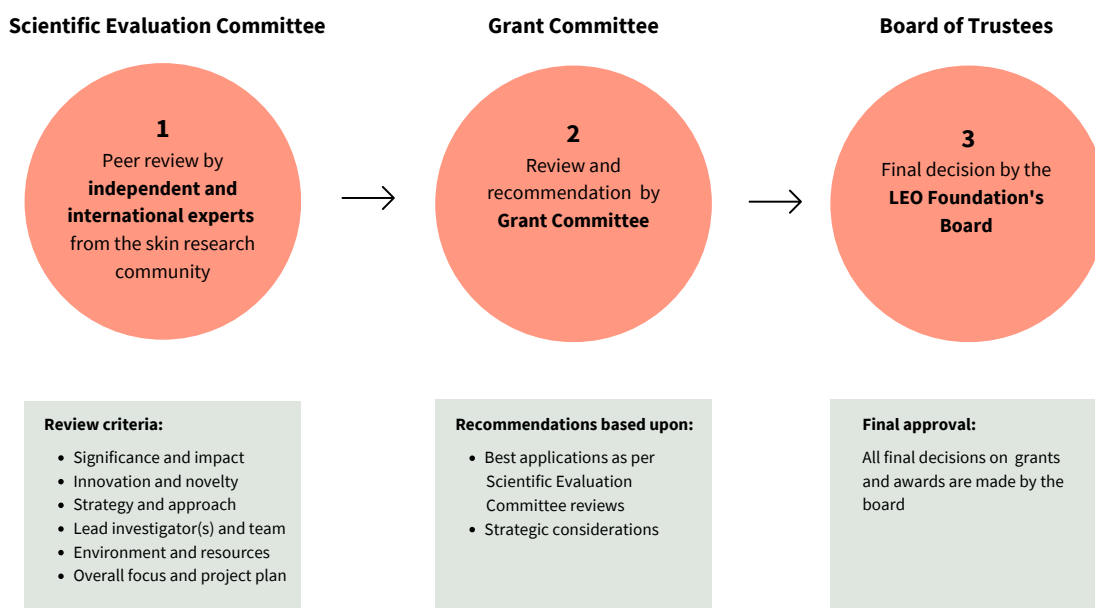 Scientific Evaluation Committee
Grant Committee
Board of Trustees
1
Peer review by
independent and
international experts
from the skin research
community
2
Review and
recommendation by
Grant Committee
3
Final decision by the
LEO Foundation's
Board
Review criteria:
• Significance and impact
• Innovation and novelty
• Strategy and approach
• Lead investigator(s) and team
• Environment and resources
• Overall focus and project plan
Recommendations based upon:
• Best applications as per
Scientific Evaluation
Committee reviews
• Strategic considerations
Final approval:
All final decisions on grants
and awards are made by the
board